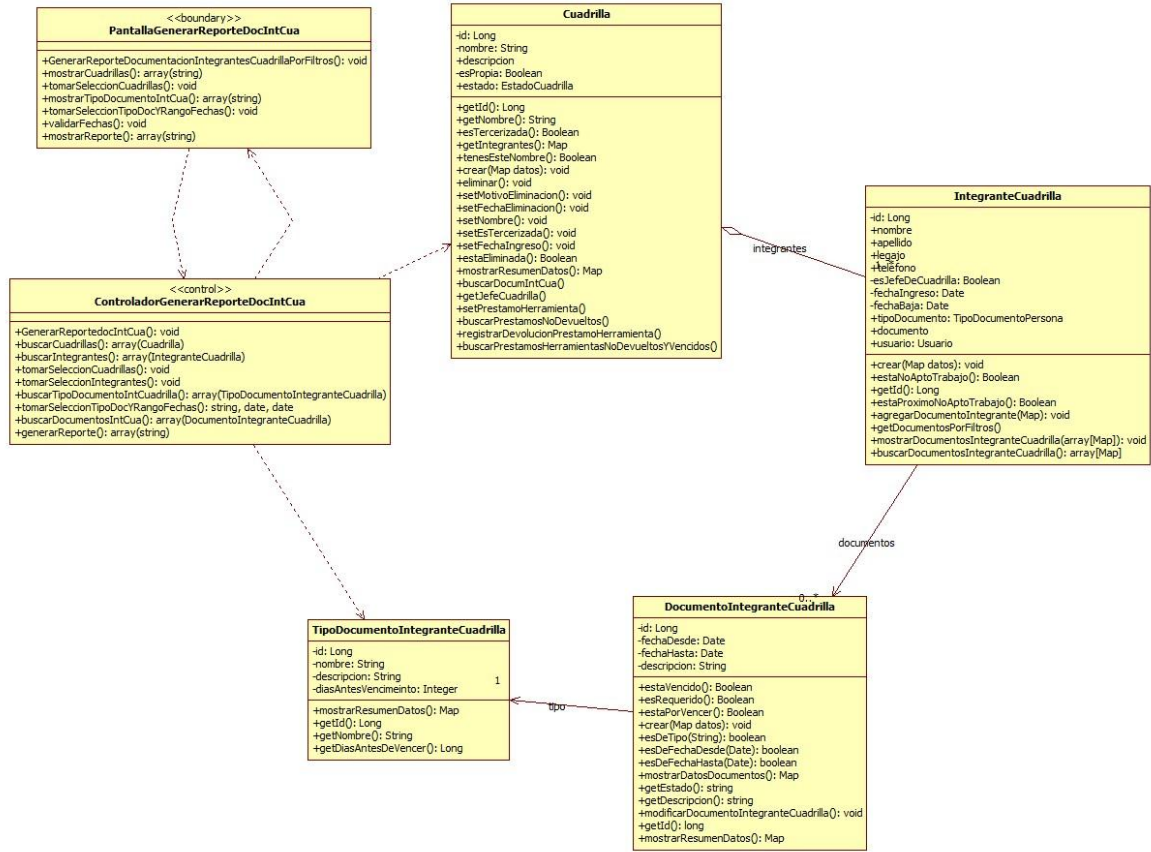 <<boundary>>
PantallaGenerarReporteDocIntCua
+GenerarReporteDocumentacionIntegrantesCuadrillaPorFiltros(): void
+mostrarCuadrillas(): array(string)
+tomarSeleccionCuadrillas(): void
+mostrarTipoDocumentoIntCua(): array(string)
+tomarSeleccionTipoDocYRangoFechas(): void
+validarFechas(): void
+mostrarReporte(): array(string)
Cuadrilla
-id: Long
-nombre: String
+descripcion
-esPropia: Boolean
+estado: EstadoCuadrilla
+getId(): Long
+getNombre(): String
+esTercerizada(): Boolean
+getIntegrantes(): Map
+tenesEsteNombre(): Boolean
+crear(Map datos): void
+eliminar(): void
+setMotivoEliminacion(): void
+setFechaEliminacion(): void
+setNombre(): void
+setEsTercerizada(): void
+setFechaIngreso(): void
+estaEliminada(): Boolean
+mostrarResumenDatos(): Map
+buscarDocumIntCua()
+getJefeCuadrilla()
+setPrestamoHerramienta()
+buscarPrestamosNoDevueltos()
+registrarDevolucionPrestamoHerramienta()
+buscarPrestamosHerramientasNoDevueltosYVencidos()
integrantes
IntegranteCuadrilla
-id: Long
+nombre
+apellido
+legajo
+teléfono
-esJefeDeCuadrilla: Boolean
-fechaIngreso: Date
-fechaBaja: Date
+tipoDocumento: TipoDocumentoPersona
+documento
+usuario: Usuario
+crear(Map datos): void
+estaNoAptoTrabajo(): Boolean
+getId(): Long
+estaProximoNoAptoTrabajo(): Boolean
+agregarDocumentoIntegrante(Map): void
+getDocumentosPorFiltros()
+mostrarDocumentosIntegranteCuadrilla(array[Map]): void
+buscarDocumentosIntegranteCuadrilla(): array[Map]
<<control>>
ControladorGenerarReporteDocIntCua
+GenerarReportedocIntCua(): void
+buscarCuadrillas(): array(Cuadrilla)
+buscarIntegrantes(): array(IntegranteCuadrilla)
+tomarSeleccionCuadrillas(): void
+tomarSeleccionIntegrantes(): void
+buscarTipoDocumentoIntCuadrilla(): array(TipoDocumentoIntegranteCuadrilla)
+tomarSeleccionTipoDocYRangoFechas(): string, date, date
+buscarDocumentosIntCua(): array(DocumentoIntegranteCuadrilla)
+generarReporte(): array(string)
documentos
0..*
TipoDocumentoIntegranteCuadrilla
-id: Long
-nombre: String
-descripcion: String
-diasAntesVencimeinto: Integer
1
+mostrarResumenDatos(): Map
+getId(): Long
+getNombre(): String
+getDiasAntesDeVencer(): Long
tipo
DocumentoIntegranteCuadrilla
-id: Long
-fechaDesde: Date
-fechaHasta: Date
-descripcion: String
+estaVencido(): Boolean
+esRequerido(): Boolean
+estaPorVencer(): Boolean
+crear(Map datos): void
+esDeTipo(String): boolean
+esDeFechaDesde(Date): boolean
+esDeFechaHasta(Date): boolean
+mostrarDatosDocumentos(): Map
+getEstado(): string
+getDescripcion(): string
+modificarDocumentoIntegranteCuadrilla(): void
+getId(): long
+mostrarResumenDatos(): Map